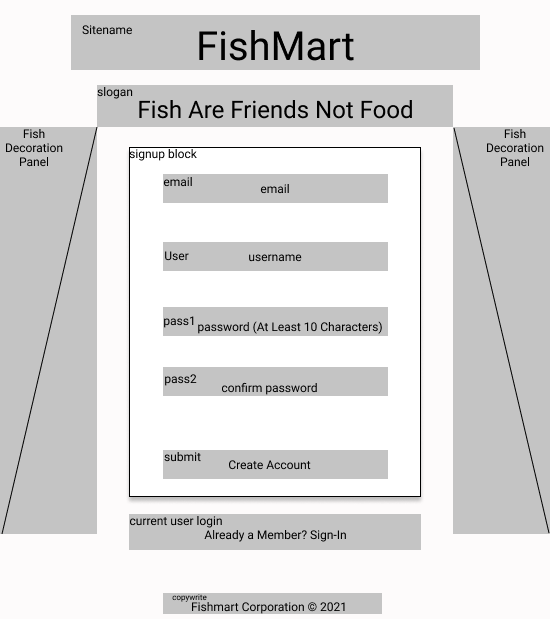 Sitename
FishMart
slogan
Fish Are Friends Not Food
Fish
Decoration
Panel
Fish
Decoration
Panel
signup block
email
email
User
username
pass1
password (At Least 10 Characters)
pass2
confirm password
submit
Create Account
current user login
Already a Member? Sign-In
copywrite
Fishmart Corporation © 2021